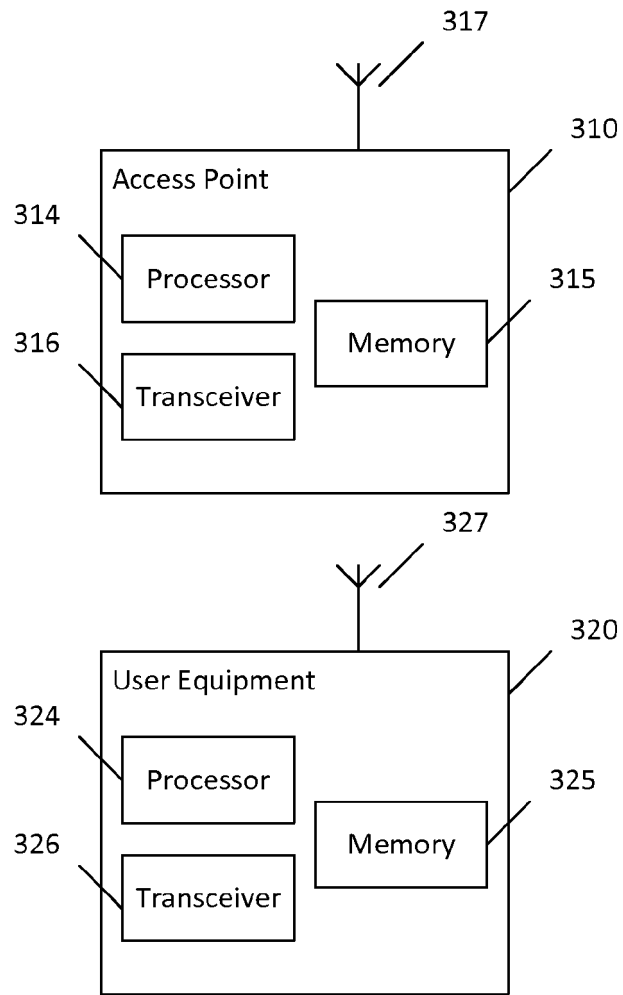 317
310
Access Point
314
Processor
315
Memory
316
Transceiver
327
320
User Equipment
324
Processor
325
Memory
326
Transceiver